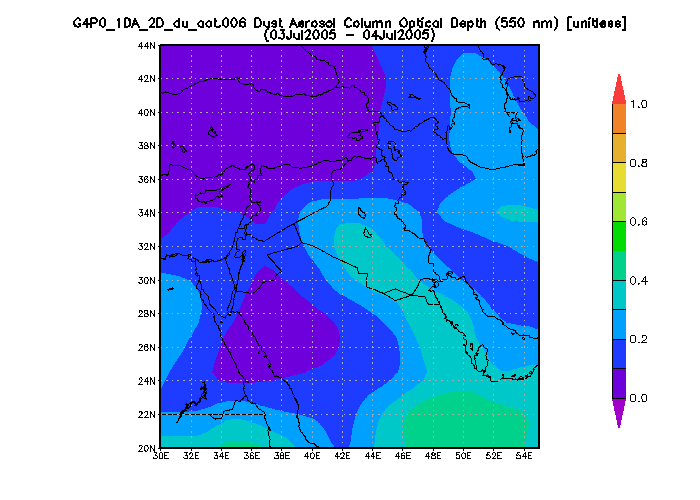 G4P0_1DA_2D_du_aot.006 Dust Aerosol Column Optical Depth (550 nm) [unitless]
(03Jul2005 - 04Jul2005)
44N
42N
40N
38N
36N
34N
32N
30N
28N
26N
24N
22N
20N
30E 32E 34E 36E 38E 40E 42E 44E 46E 48E 50E 52E 54E
1.0
0.8
0.6
0.4
0.2
0.0